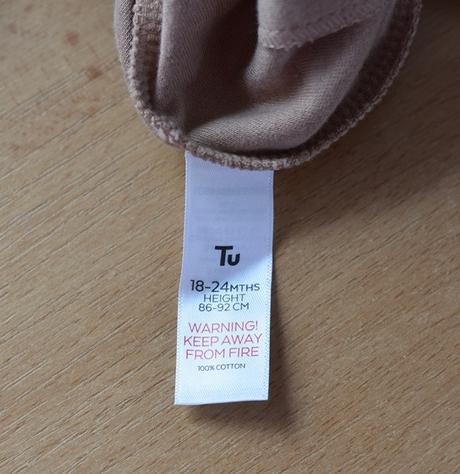 Tu
18-24MTHS
HEIGHT
86-92 CM
WARNING!
KEEP AWAY
FROM FIRE
100% COTTON